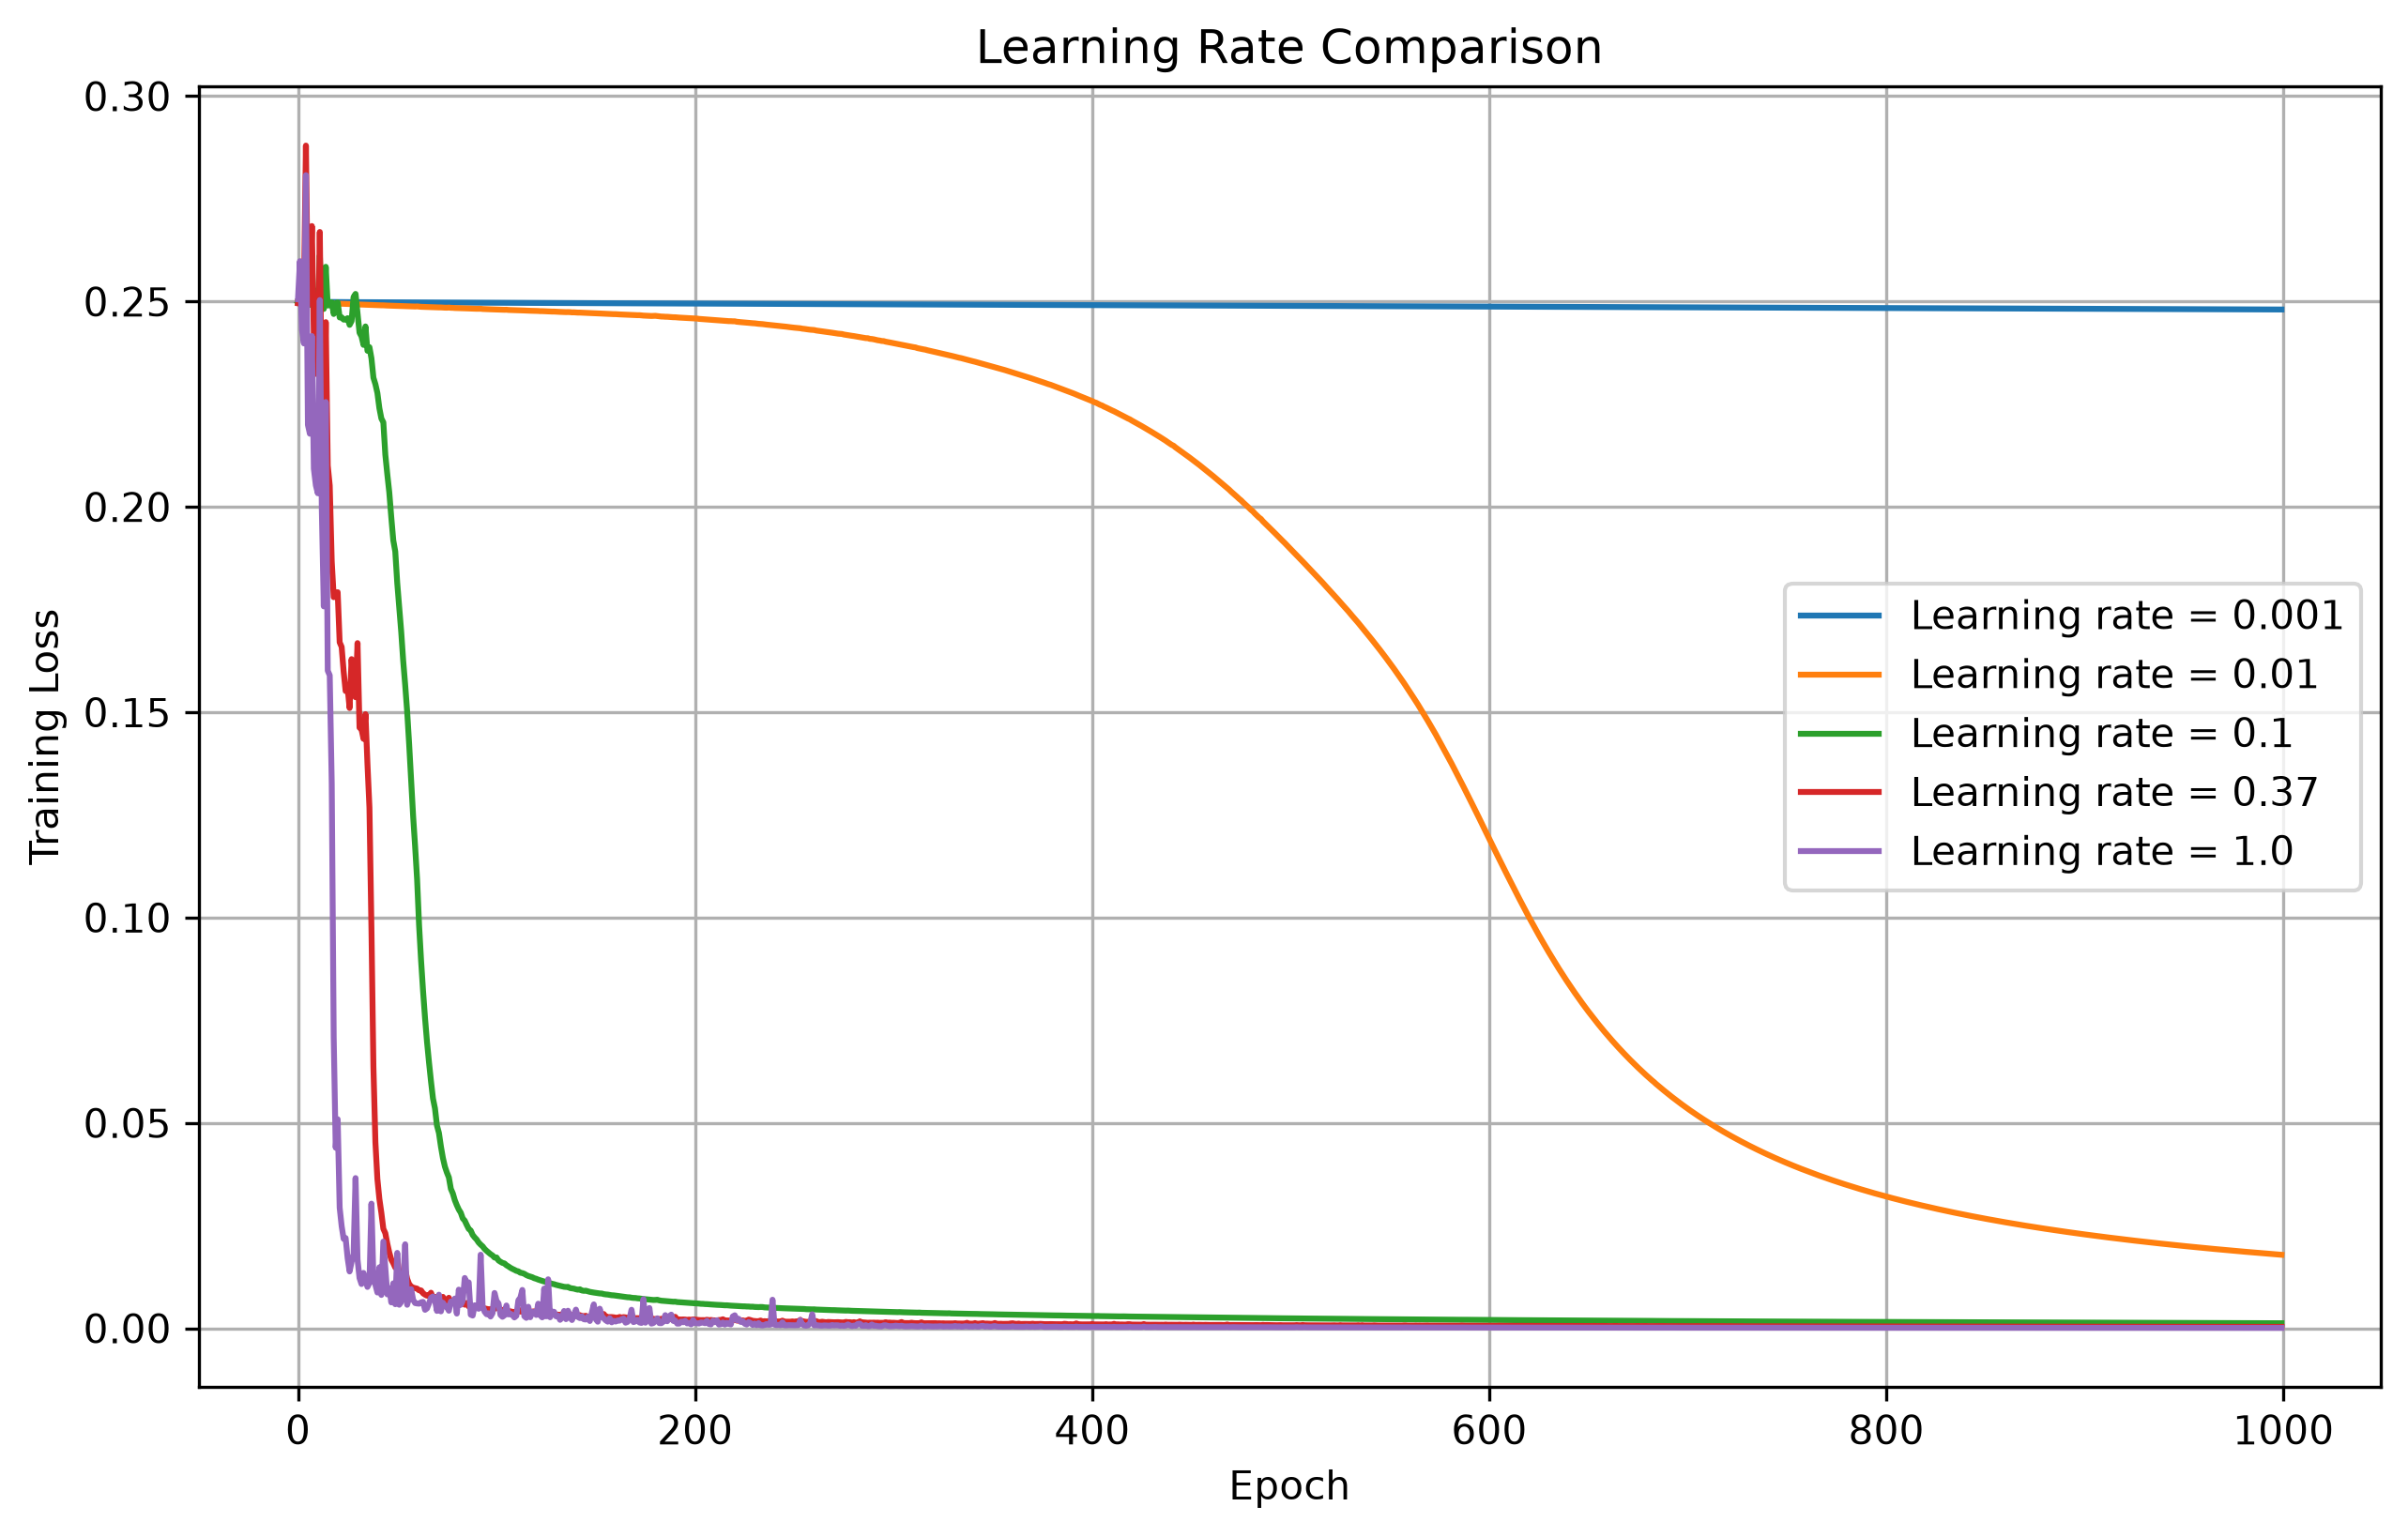 Learning Rate Comparison
0.30
0.25
0.20
0.15
0.10
0.05
0.00
Training Loss
Learning rate = 0.001
Learning rate = 0.01
Learning rate = 0.1
Learning rate = 0.37
Learning rate = 1.0
0 200 400 600 800 1000
Epoch